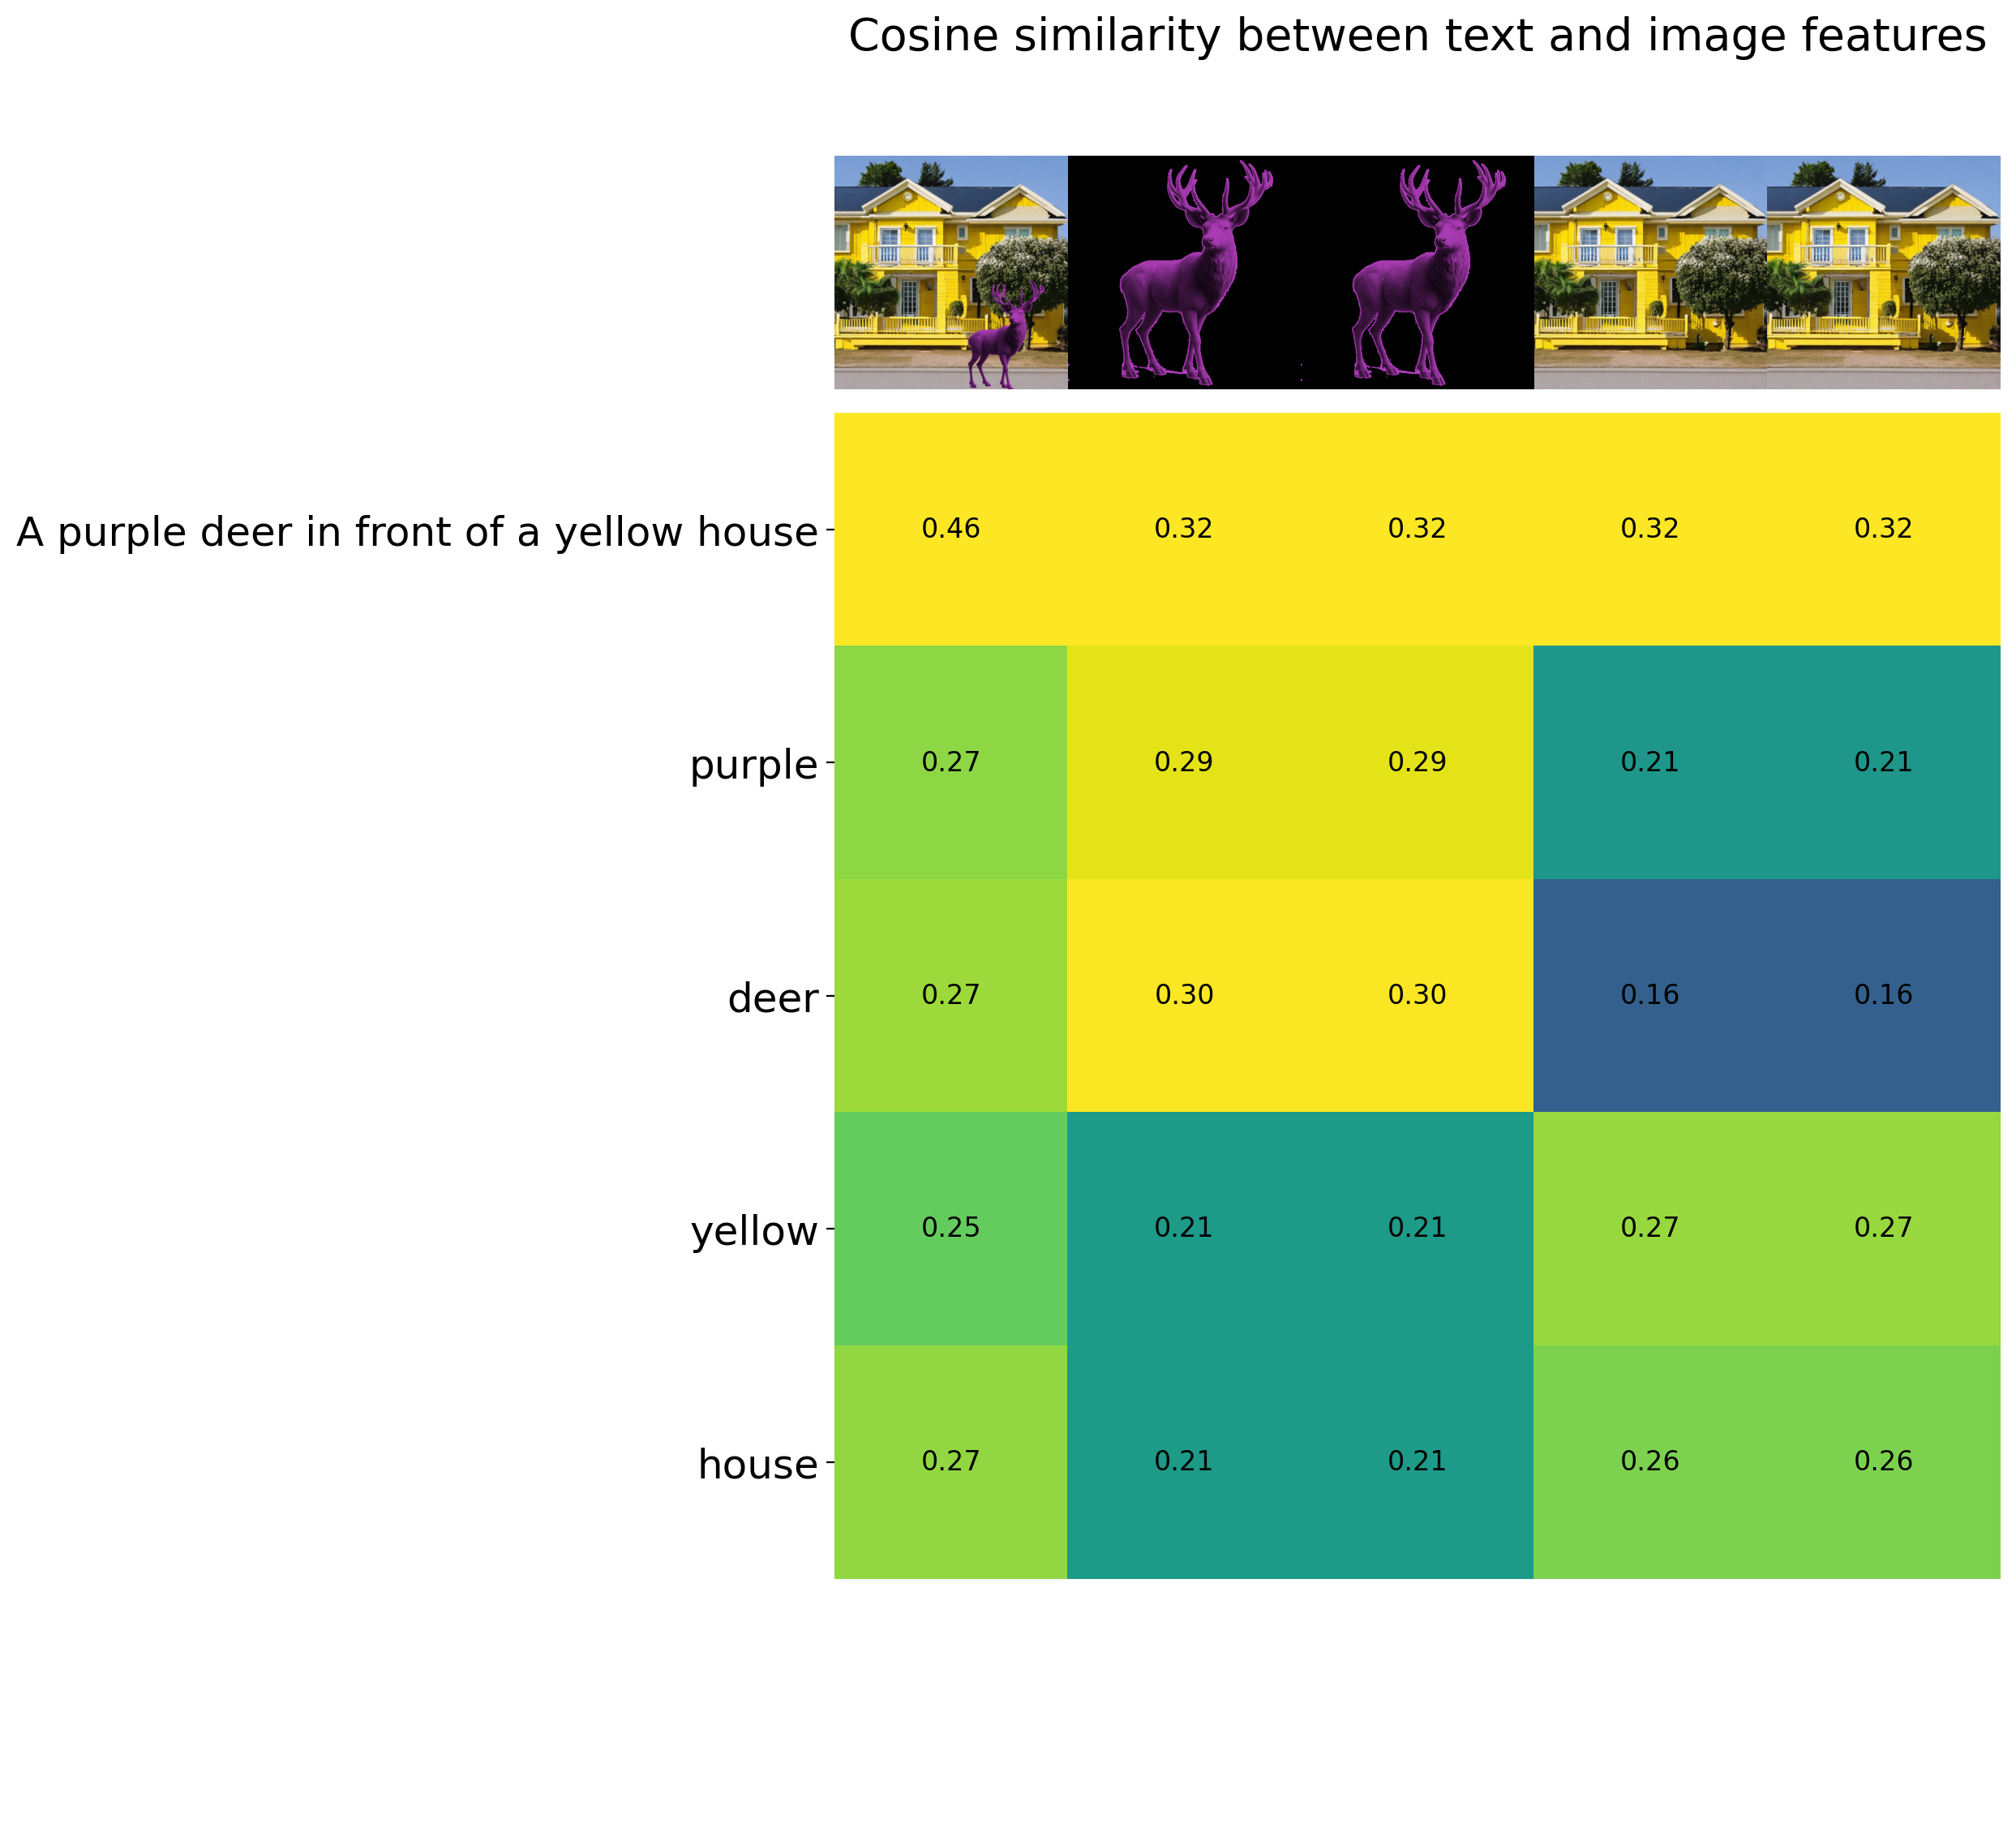 Cosine similarity between text and image features
A purple deer in front of a yellow house
0.46 0.32 0.32 0.32 0.32
purple
0.27 0.29 0.29 0.21 0.21
deer
0.27 0.30 0.30 0.16 0.16
yellow
0.25 0.21 0.21 0.27 0.27
house
0.27 0.21 0.21 0.26 0.26